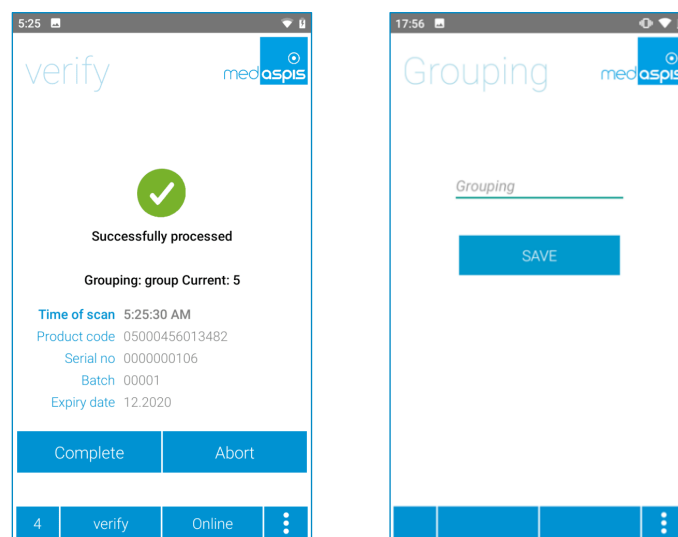 5:25
verify
medaspis
Successfully processed
Grouping: group Current: 5
Time of scan 5:25:30 AM
Product code 05000456013482
Serial no 0000000106
Batch 00001
Expiry date 12.2020
Complete Abort
4 verify Online
17:56
Grouping
medaspis
Grouping
SAVE